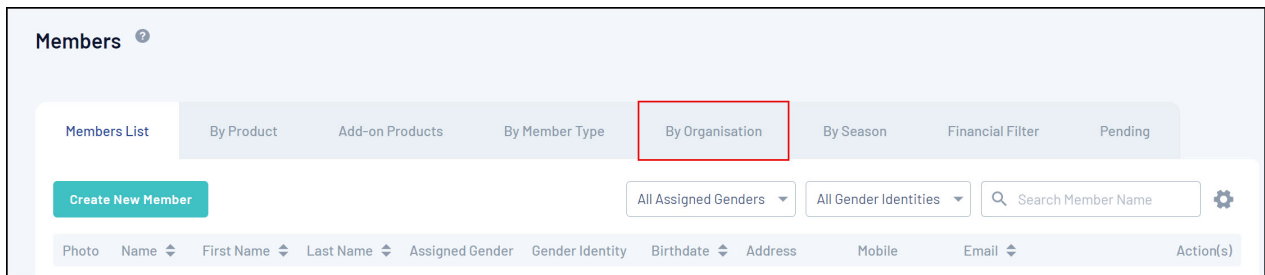 Members
Members List By Product Add-on Products By Member Type By Organisation By Season Financial Filter Pending
Create New Member All Assigned Genders All Gender Identities Search Member Name
Photo Name First Name Last Name Assigned Gender Gender Identity Birthdate Address Mobile Email Action(s)